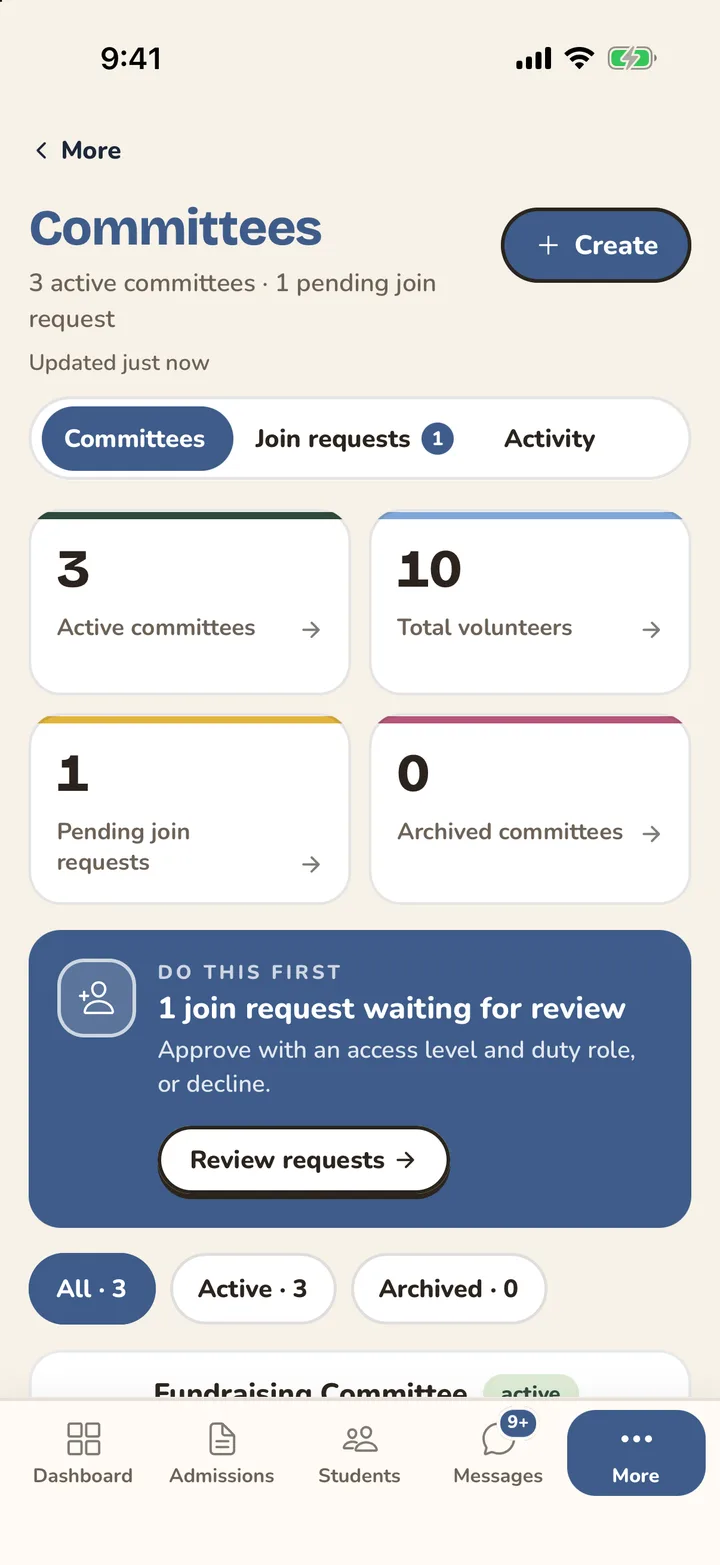 9:41
More
Committees
+ Create
3 active committees · 1 pending join
request
Updated just now
Committees
Join requests 1
Activity
3
Active committees →
10
Total volunteers →
1
Pending join
requests →
0
Archived committees →
DO THIS FIRST
1 join request waiting for review
Approve with an access level and duty role,
or decline.
Review requests →
All · 3
Active · 3
Archived · 0
Fundraising Committee
active
Dashboard
Admissions
Students
9+
Messages
More